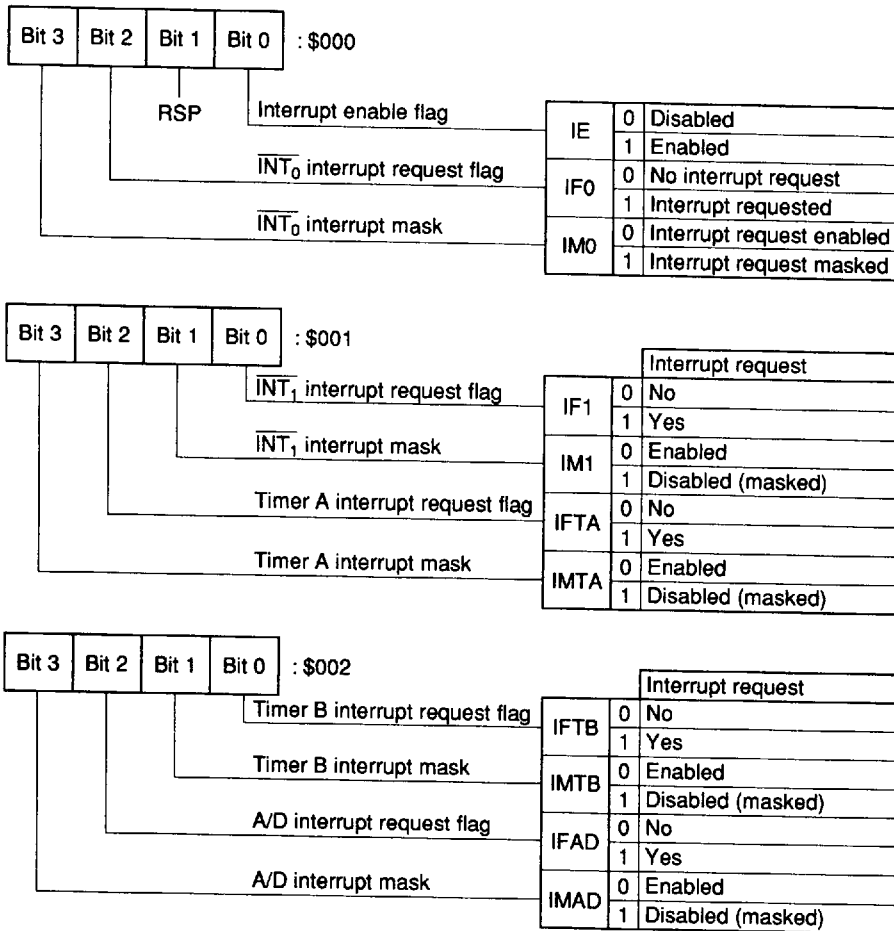 Bit 3 Bit 2 Bit 1 Bit 0 : $000
RSP
Interrupt enable flag
IE 0 Disabled
1 Enabled
INT0 interrupt request flag
IF0 0 No interrupt request
1 Interrupt requested
INT0 interrupt mask
IM0 0 Interrupt request enabled
1 Interrupt request masked
Bit 3 Bit 2 Bit 1 Bit 0 : $001
Interrupt request
INT1 interrupt request flag
IF1 0 No
1 Yes
INT1 interrupt mask
IM1 0 Enabled
1 Disabled (masked)
Timer A interrupt request flag
IFTA 0 No
1 Yes
Timer A interrupt mask
IMTA 0 Enabled
1 Disabled (masked)
Bit 3 Bit 2 Bit 1 Bit 0 : $002
Interrupt request
Timer B interrupt request flag
IFTB 0 No
1 Yes
Timer B interrupt mask
IMTB 0 Enabled
1 Disabled (masked)
A/D interrupt request flag
IFAD 0 No
1 Yes
A/D interrupt mask
IMAD 0 Enabled
1 Disabled (masked)